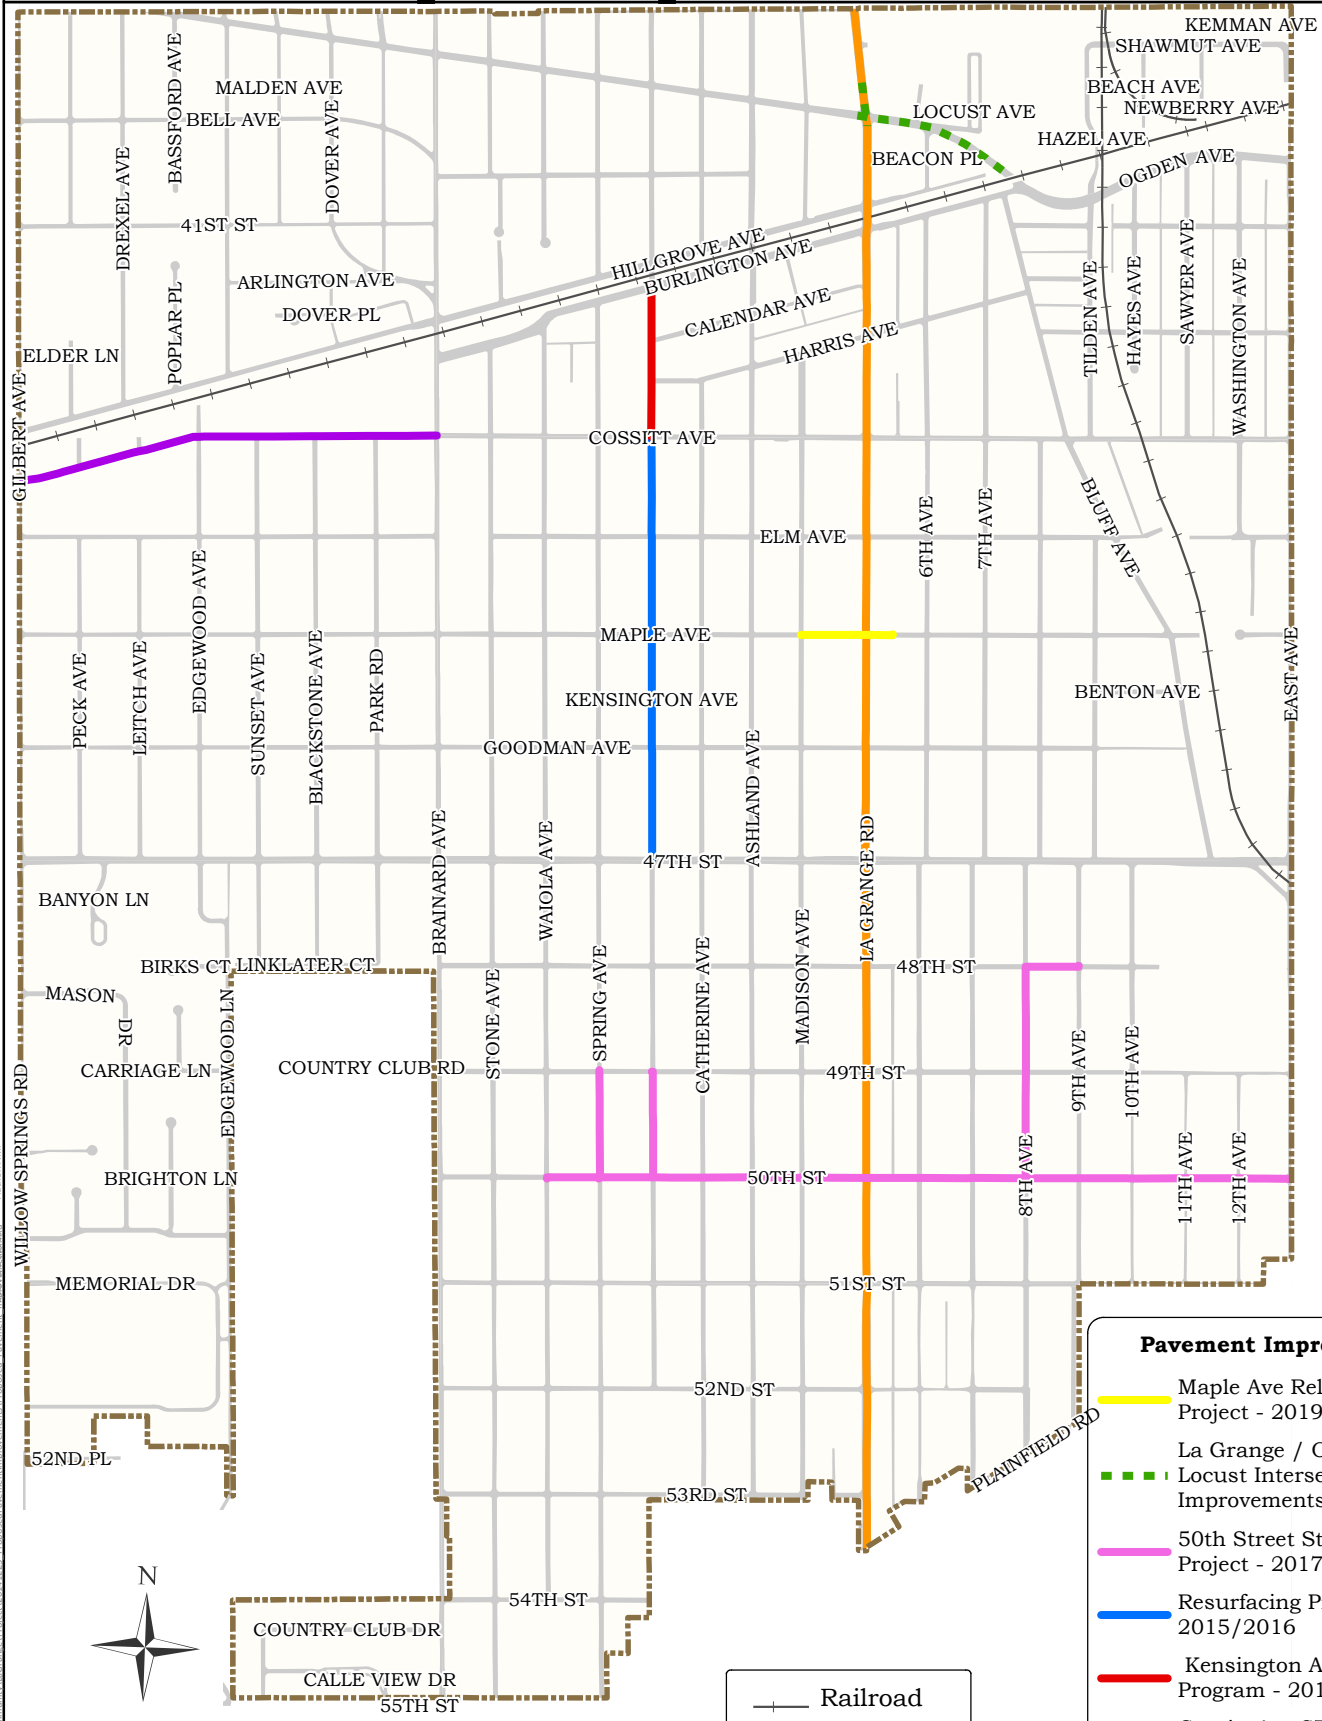 KEMMAN AVE
SHAWMUT AVE
BASSFORD AVE
MALDEN AVE
BEACH AVE
NEWBERRY AVE
BELL AVE
DOVER AVE
LOCUST AVE
HAZEL AVE
DREXEL AVE
BEACON PL
OGDEN AVE
41ST ST
HILLGROVE AVE
BURLINGTON AVE
ARLINGTON AVE
DOVER PL
POPLAR PL
CALENDAR AVE
HARRIS AVE
TILDEN AVE
HAYES AVE
SAWYER AVE
WASHINGTON AVE
ELDER LN
GILBERT AVE
COSSITT AVE
ELM AVE
6TH AVE
7TH AVE
BLUFF AVE
EDGEWOOD AVE
MAPLE AVE
PECK AVE
LEITCH AVE
SUNSET AVE
BLACKSTONE AVE
PARK RD
KENSINGTON AVE
BENTON AVE
EAST AVE
GOODMAN AVE
ASHLAND AVE
BRAINARD AVE
WAIOLA AVE
47TH ST
LA GRANGE RD
BANYON LN
BIRKS CT
LINKLATER CT
48TH ST
MASON
DR
EDGEWOOD LN
STONE AVE
SPRING AVE
CATHERINE AVE
MADISON AVE
CARRIAGE LN
COUNTRY CLUB RD
49TH ST
9TH AVE
10TH AVE
WILLOW SPRINGS RD
BRIGHTON LN
50TH ST
8TH AVE
11TH AVE
12TH AVE
MEMORIAL DR
51ST ST
52ND ST
PLAINFIELD RD
52ND PL
53RD ST
54TH ST
N
COUNTRY CLUB DR
CALLE VIEW DR
55TH ST
Railroad
Pavement Impro
Maple Ave Rel
Project - 2019
La Grange / O
Locust Interse
Improvements
50th Street St
Project - 2017
Resurfacing P
2015/2016
Kensington A
Program - 201